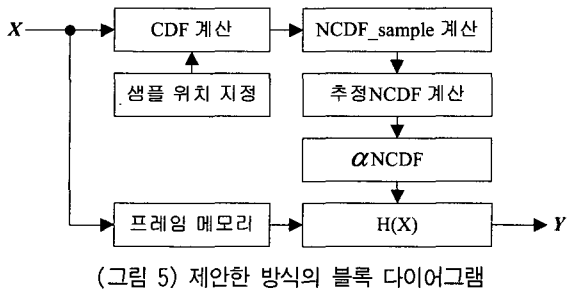 X
CDF 계산
NCDF_sample 계산
샘플 위치 지정
추정NCDF 계산
αNCDF
프레임 메모리
H(X)
Y
(그림 5) 제안한 방식의 블록 다이어그램